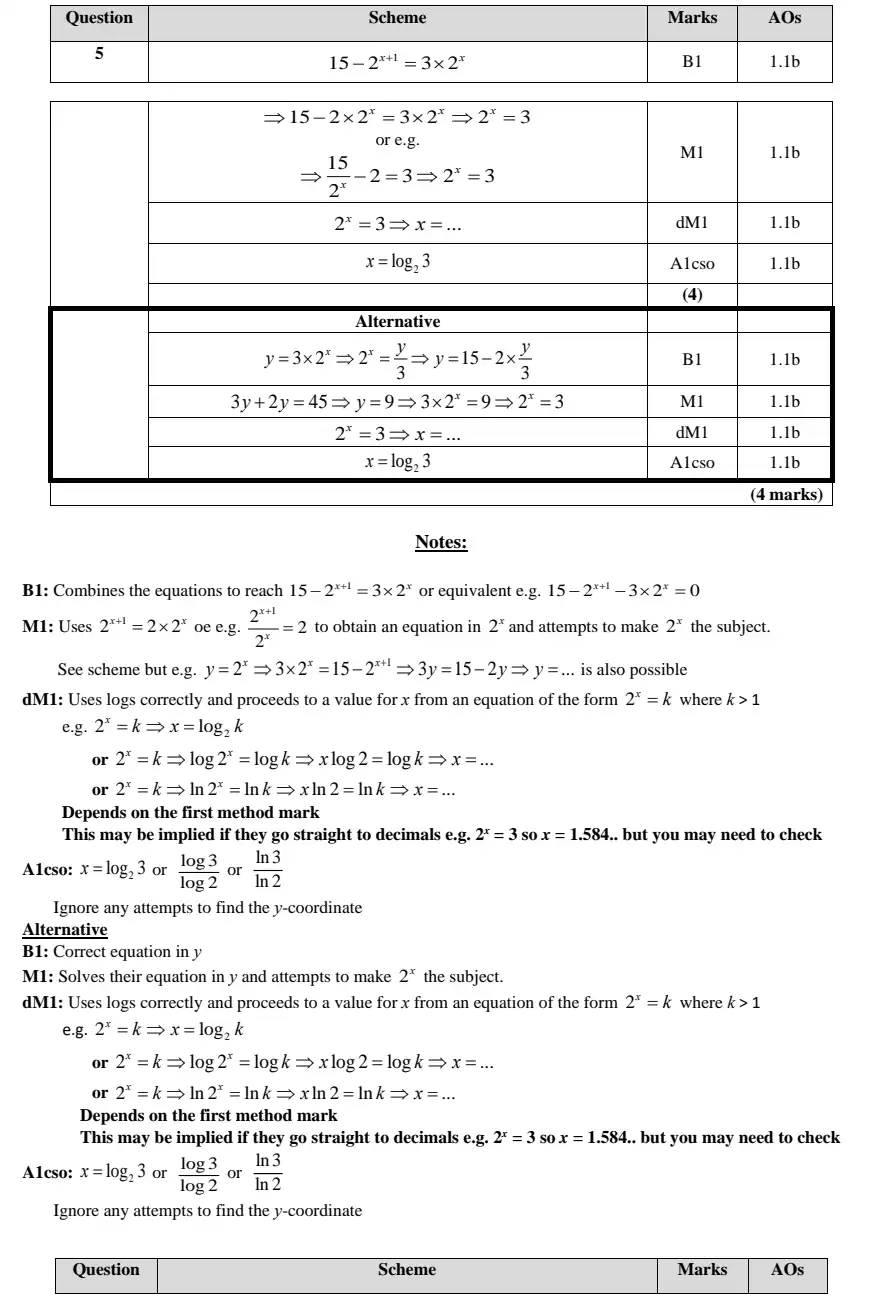 Question Scheme Marks AOs
5 15 − 2^{x+1} = 3 × 2^x B1 1.1b
⇒ 15 − 2 × 2^x = 3 × 2^x ⇒ 2^x = 3
or e.g.
⇒ \frac{15}{2^x} − 2 = 3 ⇒ 2^x = 3 M1 1.1b
2^x = 3 ⇒ x = ... dM1 1.1b
x = log_2 3 A1cso 1.1b
(4)
Alternative
y = 3 × 2^x ⇒ 2^x = \frac{y}{3} ⇒ y = 15 − 2 × \frac{y}{3} B1 1.1b
3y + 2y = 45 ⇒ y = 9 ⇒ 3 × 2^x = 9 ⇒ 2^x = 3 M1 1.1b
2^x = 3 ⇒ x = ... dM1 1.1b
x = log_2 3 A1cso 1.1b
(4 marks)
Notes:
B1: Combines the equations to reach 15 − 2^{x+1} = 3 × 2^x or equivalent e.g. 15 − 2^{x+1} − 3 × 2^x = 0
M1: Uses 2^{x+1} = 2 × 2^x oe e.g. \frac{2^{x+1}}{2^x} = 2 to obtain an equation in 2^x and attempts to make 2^x the subject.
See scheme but e.g. y = 2^x ⇒ 3 × 2^x = 15 − 2^{x+1} ⇒ 3y = 15 − 2y ⇒ y = ... is also possible
dM1: Uses logs correctly and proceeds to a value for x from an equation of the form 2^x = k where k > 1
e.g. 2^x = k ⇒ x = log_2 k
or 2^x = k ⇒ log 2^x = log k ⇒ x log 2 = log k ⇒ x = ...
or 2^x = k ⇒ ln 2^x = ln k ⇒ x ln 2 = ln k ⇒ x = ...
Depends on the first method mark
This may be implied if they go straight to decimals e.g. 2^x = 3 so x = 1.584.. but you may need to check
A1cso: x = log_2 3 or \frac{log 3}{log 2} or \frac{ln 3}{ln 2}
Ignore any attempts to find the y-coordinate
Alternative
B1: Correct equation in y
M1: Solves their equation in y and attempts to make 2^x the subject.
dM1: Uses logs correctly and proceeds to a value for x from an equation of the form 2^x = k where k > 1
e.g. 2^x = k ⇒ x = log_2 k
or 2^x = k ⇒ log 2^x = log k ⇒ x log 2 = log k ⇒ x = ...
or 2^x = k ⇒ ln 2^x = ln k ⇒ x ln 2 = ln k ⇒ x = ...
Depends on the first method mark
This may be implied if they go straight to decimals e.g. 2^x = 3 so x = 1.584.. but you may need to check
A1cso: x = log_2 3 or \frac{log 3}{log 2} or \frac{ln 3}{ln 2}
Ignore any attempts to find the y-coordinate
Question Scheme Marks AOs